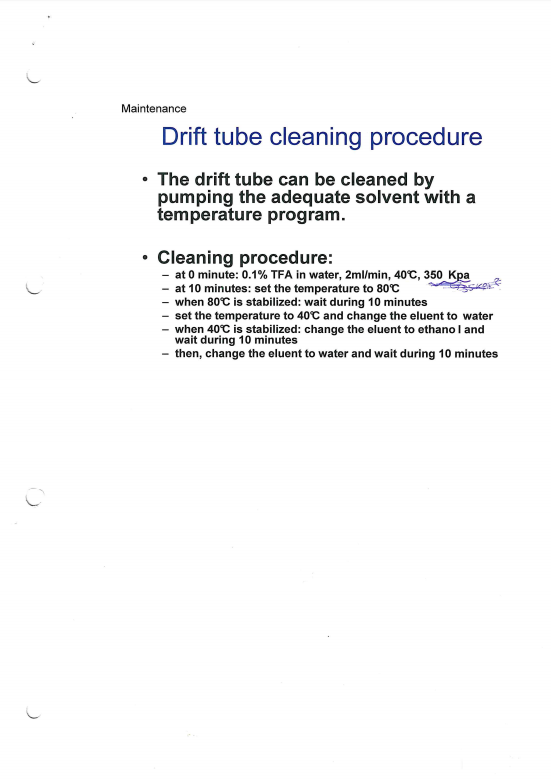 Maintenance
Drift tube cleaning procedure
• The drift tube can be cleaned by
pumping the adequate solvent with a
temperature program.
• Cleaning procedure:
– at 0 minute: 0.1% TFA in water, 2ml/min, 40℃, 350 Kpa
– at 10 minutes: set the temperature to 80℃
– when 80℃ is stabilized: wait during 10 minutes
– set the temperature to 40℃ and change the eluent to water
– when 40℃ is stabilized: change the eluent to ethano l and
wait during 10 minutes
– then, change the eluent to water and wait during 10 minutes